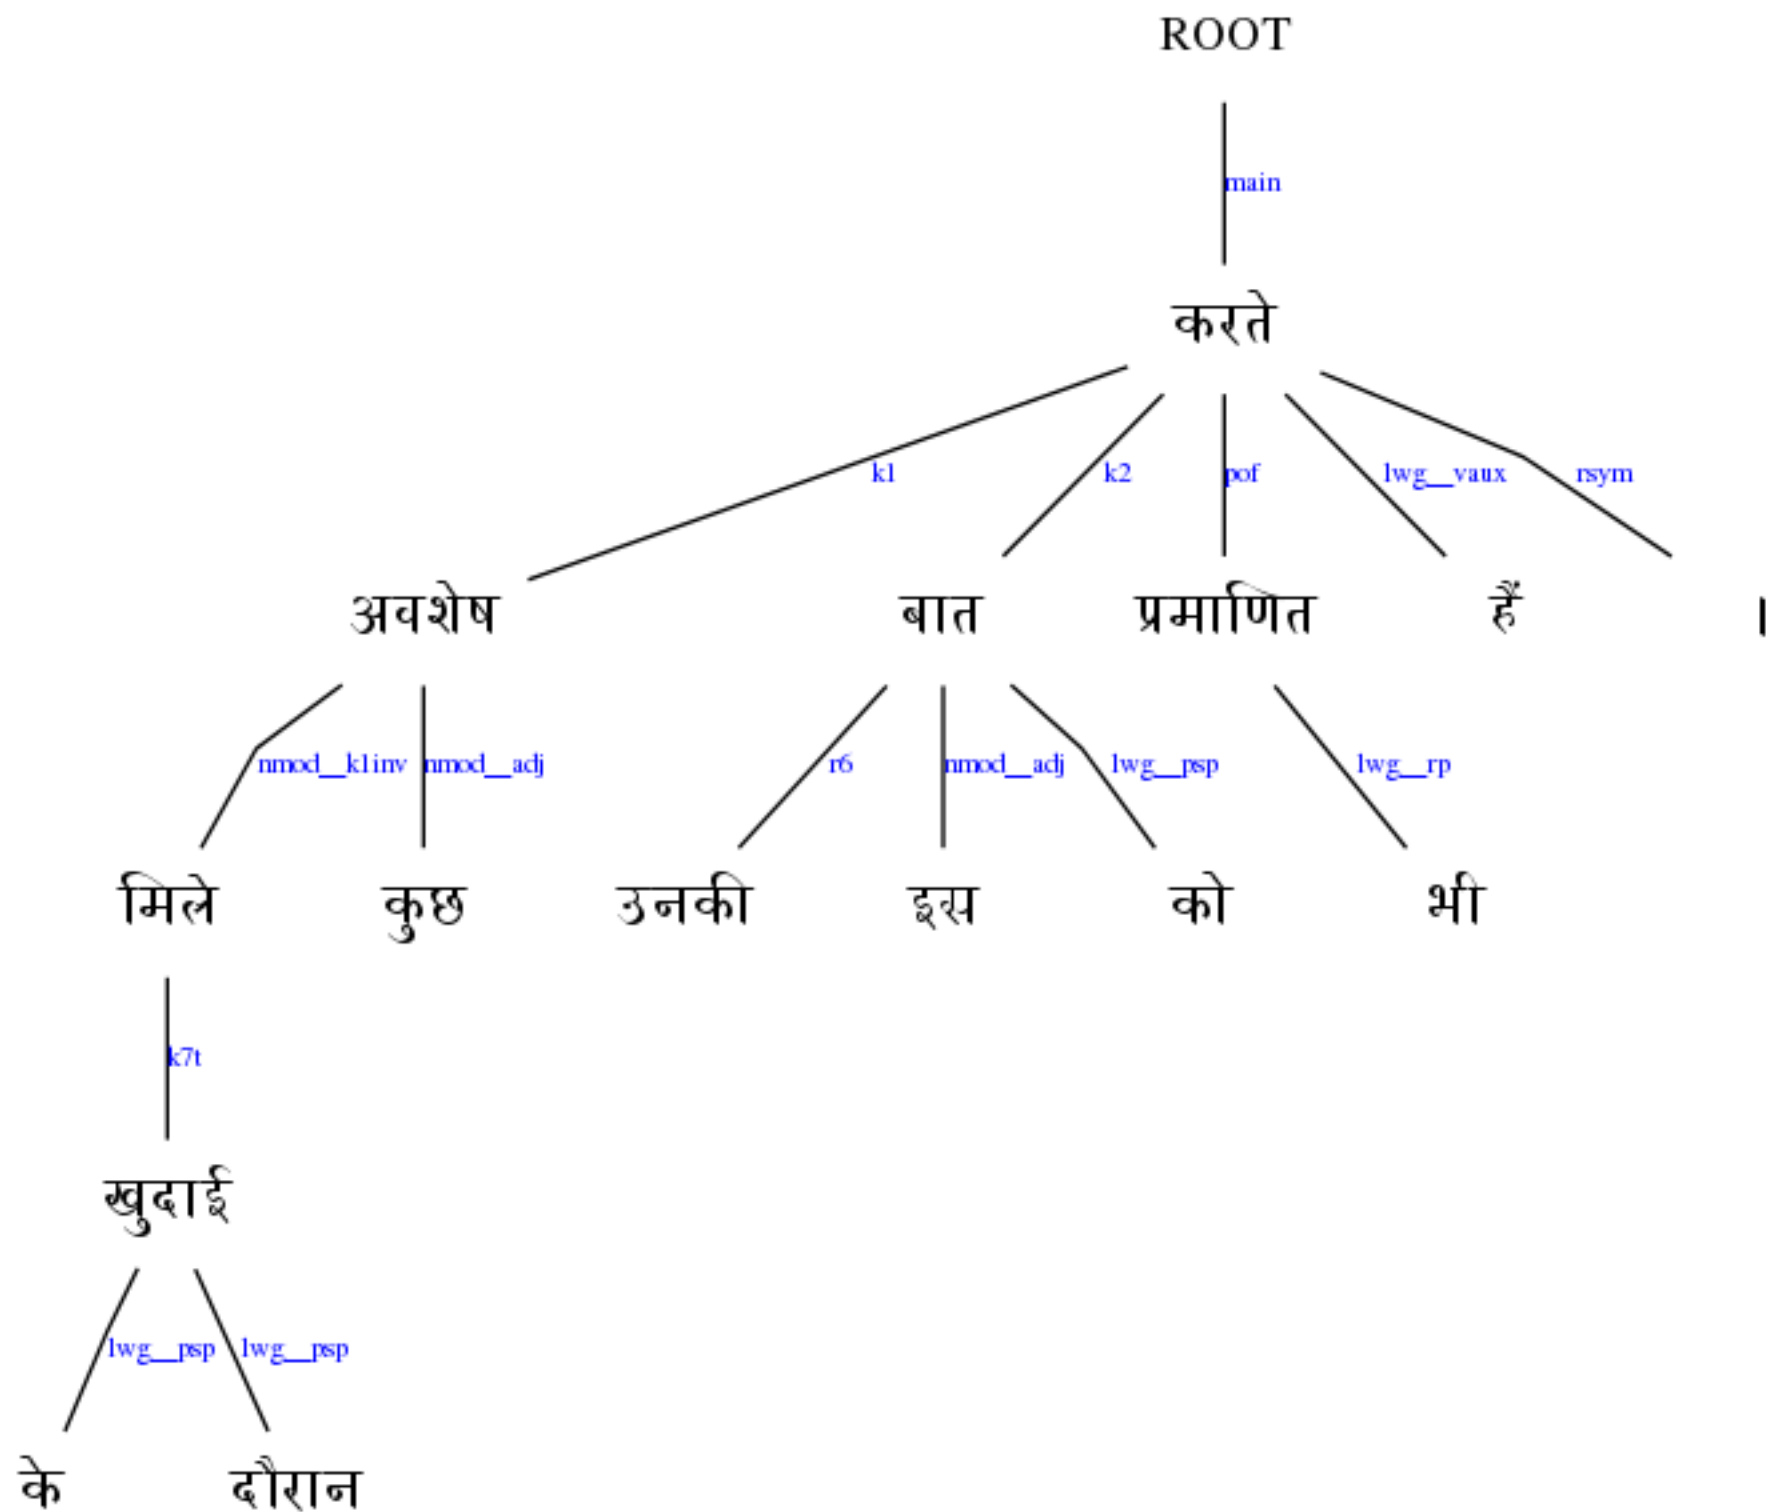 ROOT
main
करते
k1 k2 pof lwg__vaux rsym
अवशेष बात प्रमाणित हैं ।
nmod__k1inv nmod__adj r6 nmod__adj lwg__psp lwg__rp
मिले कुछ उनकी इस को भी
k7t
खुदाई
lwg__psp lwg__psp
के दौरान